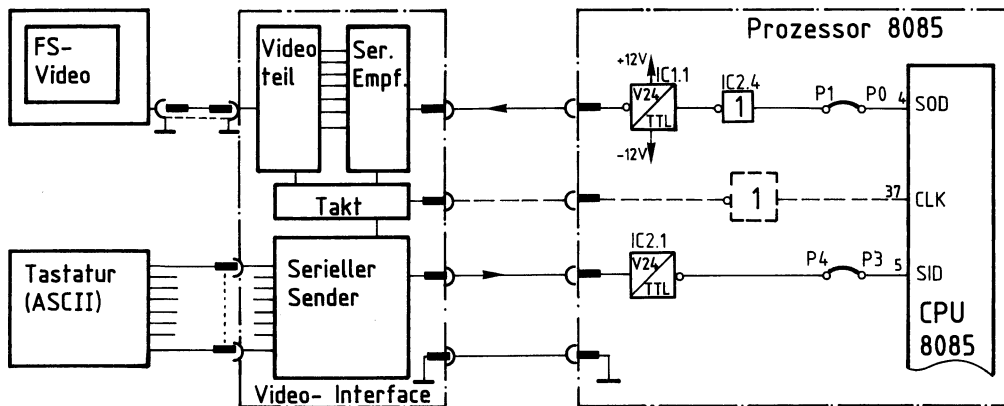 FS-
Video
Video
teil
Ser.
Empf.
Takt
Tastatur
(ASCII)
Serieller
Sender
Video- Interface
Prozessor 8085
+12V
IC1.1
V24
TTL
-12V
IC2.4
1
P1
P0
4
SOD
1
37
CLK
IC2.1
V24
TTL
P4
P3
5
SID
CPU
8085